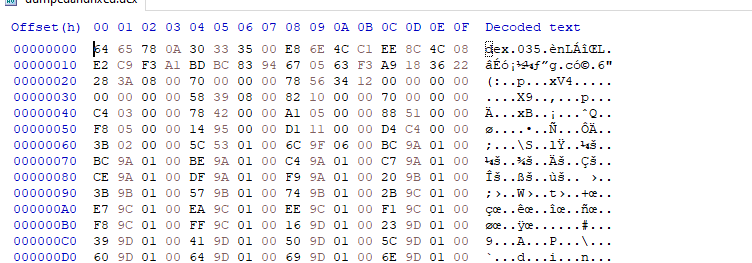 dumpedandfixed.dex
Offset(h) 00 01 02 03 04 05 06 07 08 09 0A 0B 0C 0D 0E 0F Decoded text
00000000 64 65 78 0A 30 33 35 00 E8 6E 4C C1 EE 8C 4C 08 dex.035.ènLÁîŒL.
00000010 E2 C9 F3 A1 BD BC 83 94 67 05 63 F3 A9 18 36 22 âÉó¡½¼ƒ”g.có©.6"
00000020 28 3A 08 00 70 00 00 00 78 56 34 12 00 00 00 00 (:..p...xV4.....
00000030 00 00 00 00 58 39 08 00 82 10 00 00 70 00 00 00 ....X9..‚...p...
00000040 C4 03 00 00 78 42 00 00 A1 05 00 00 88 51 00 00 Ä...xB..¡...ˆQ..
00000050 F8 05 00 00 14 95 00 00 D1 11 00 00 D4 C4 00 00 ø....•..Ñ...ÔÄ..
00000060 3B 02 00 00 5C 53 01 00 6C 9F 06 00 BC 9A 01 00 ;...\S..lŸ..¼š..
00000070 BC 9A 01 00 BE 9A 01 00 C4 9A 01 00 C7 9A 01 00 ¼š..¾š..Äš..Çš..
00000080 CE 9A 01 00 DF 9A 01 00 F9 9A 01 00 20 9B 01 00 Îš..ßš..ùš.. ›..
00000090 3B 9B 01 00 57 9B 01 00 74 9B 01 00 2B 9C 01 00 ;›..W›..t›..+œ..
000000A0 E7 9C 01 00 EA 9C 01 00 EE 9C 01 00 F1 9C 01 00 çœ..êœ..îœ..ñœ..
000000B0 F8 9C 01 00 FF 9C 01 00 16 9D 01 00 23 9D 01 00 øœ..ÿœ......#...
000000C0 39 9D 01 00 41 9D 01 00 50 9D 01 00 5C 9D 01 00 9...A...P...\...
000000D0 60 9D 01 00 64 9D 01 00 69 9D 01 00 6E 9D 01 00 `...d...i...n...